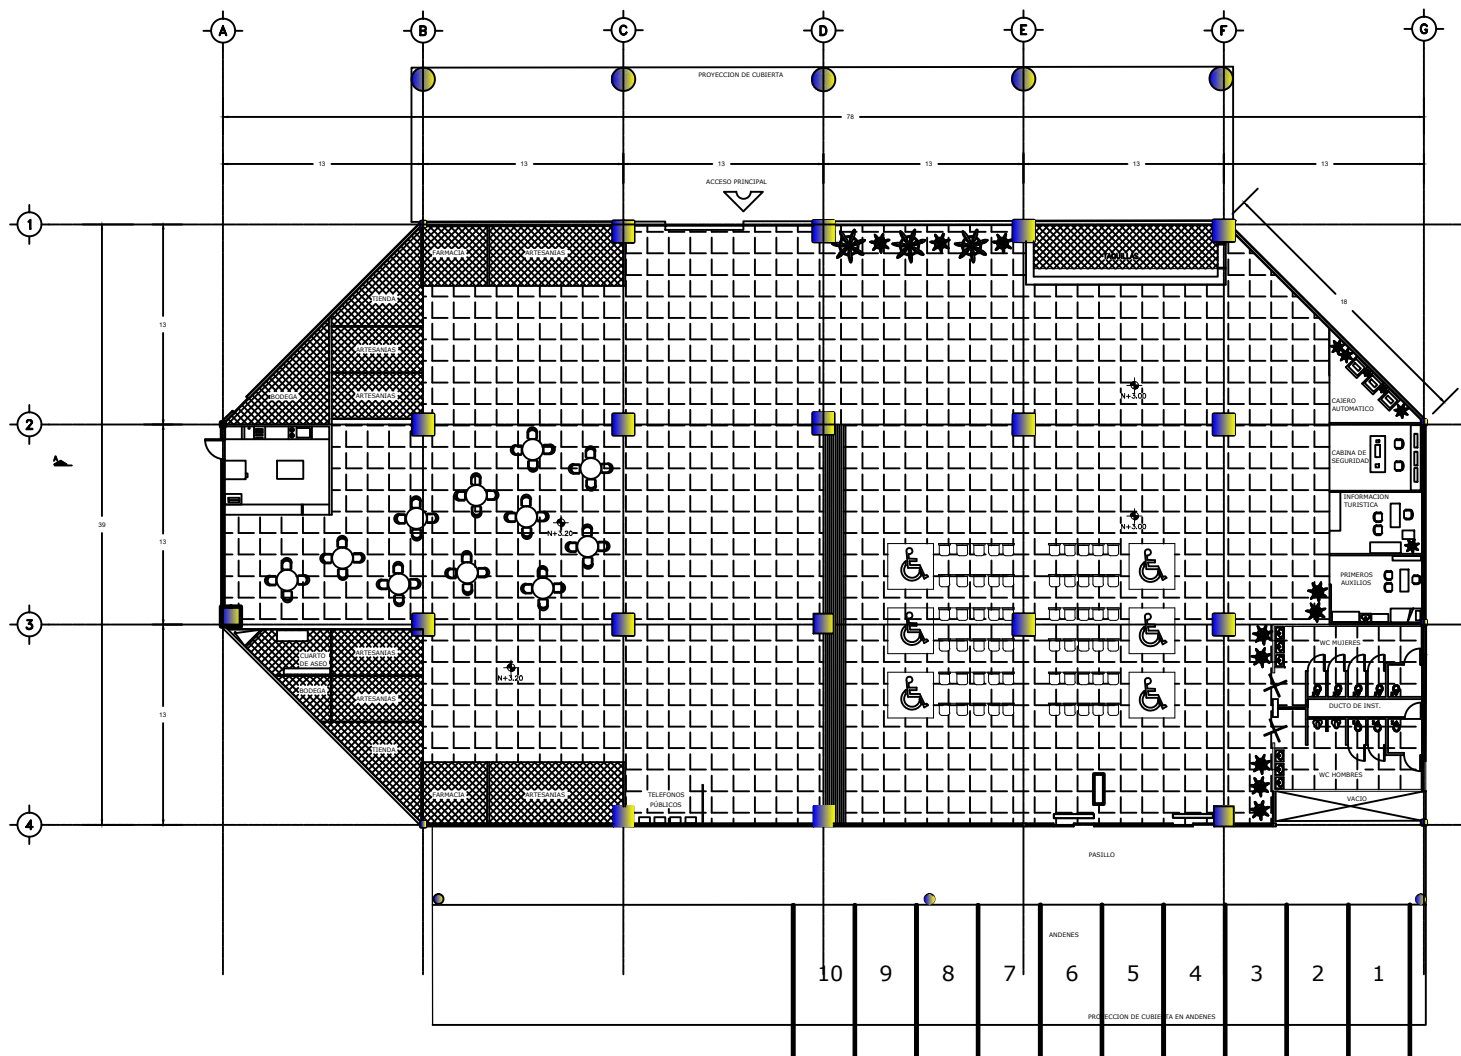 A B C D E F G
PROYECCION DE CUBIERTA
78
13 13 13 13 13 13
ACCESO PRINCIPAL
1
FARMACIA ARTESANIAS
TAQUILLAS
TIENDA
18
13
ARTESANIAS
ARTESANIAS
BODEGA
N+3.00
CAJERO
AUTOMATICO
2
CABINA DE
SEGURIDAD
A
INFORMACION
TURISTICA
39
13
N+3.20
N+3.00
PRIMEROS
AUXILIOS
3
CUARTO
DE ASEO
ARTESANIAS
WC MUJERES
N+3.20
BODEGA
ARTESANIAS
DUCTO DE INST.
13
TIENDA
WC HOMBRES
FARMACIA ARTESANIAS
TELEFONOS
PÚBLICOS
VACIO
4
PASILLO
ANDENES
10 9 8 7 6 5 4 3 2 1
PROYECCION DE CUBIERTA EN ANDENES